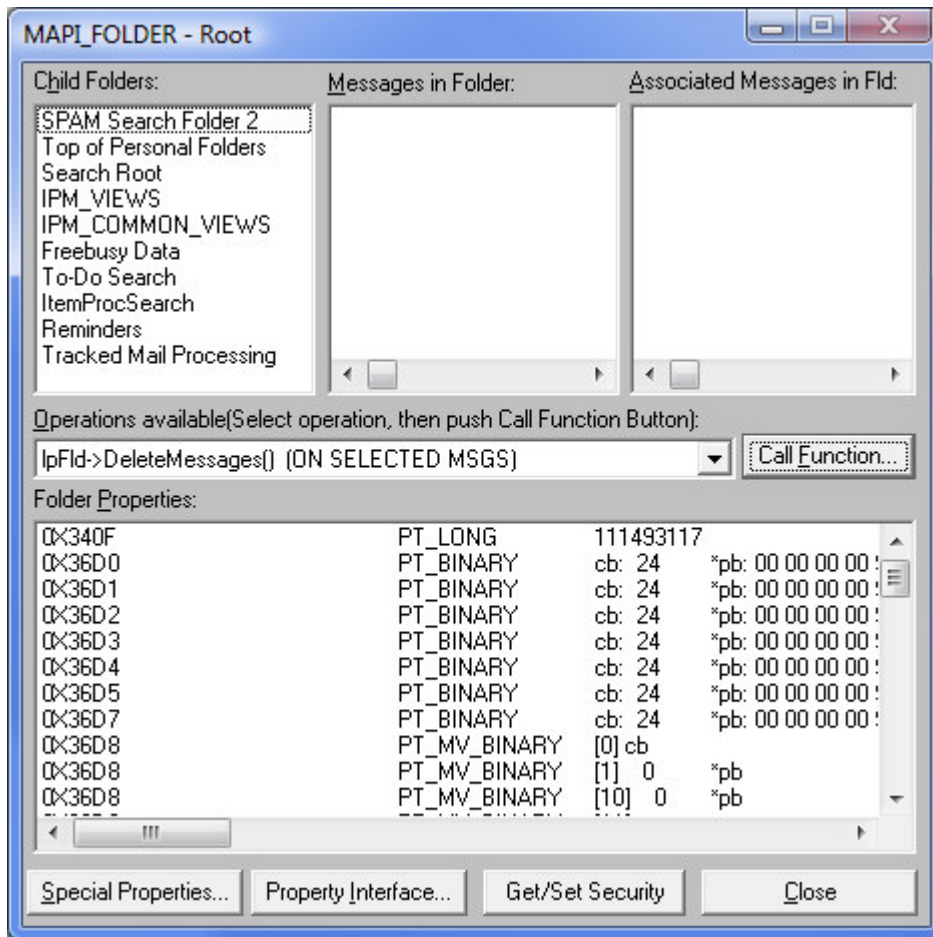 MAPI_FOLDER - Root
Child Folders:
Messages in Folder:
Associated Messages in Fld:
SPAM Search Folder 2
Top of Personal Folders
Search Root
IPM_VIEWS
IPM_COMMON_VIEWS
Freebusy Data
To-Do Search
ItemProcSearch
Reminders
Tracked Mail Processing
Operations available(Select operation, then push Call Function Button):
lpFld->DeleteMessages() (ON SELECTED MSGS)
Call Function...
Folder Properties:
0X340F PT_LONG 111493117
0X36D0 PT_BINARY cb: 24 *pb: 00 00 00 00
0X36D1 PT_BINARY cb: 24 *pb: 00 00 00 00
0X36D2 PT_BINARY cb: 24 *pb: 00 00 00 00
0X36D3 PT_BINARY cb: 24 *pb: 00 00 00 00
0X36D4 PT_BINARY cb: 24 *pb: 00 00 00 00
0X36D5 PT_BINARY cb: 24 *pb: 00 00 00 00
0X36D7 PT_BINARY cb: 24 *pb: 00 00 00 00
0X36D8 PT_MV_BINARY [0] cb
0X36D8 PT_MV_BINARY [1] 0 *pb
0X36D8 PT_MV_BINARY [10] 0 *pb
Special Properties...
Property Interface...
Get/Set Security
Close